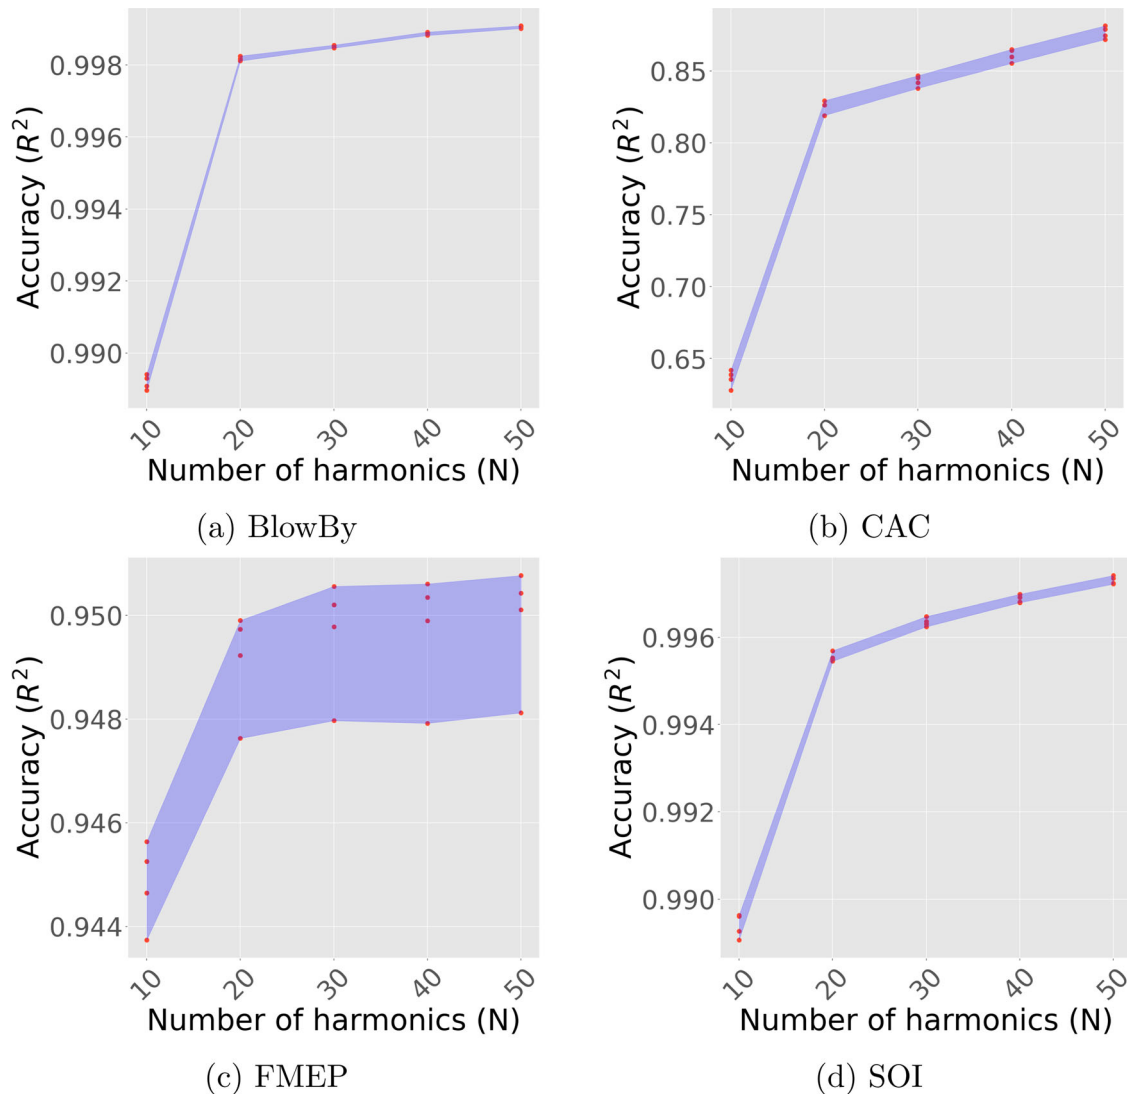 0.998
0.996
0.994
0.992
0.990
Accuracy (R²)
10 20 30 40 50
Number of harmonics (N)
(a) BlowBy
0.85
0.80
0.75
0.70
0.65
Accuracy (R²)
10 20 30 40 50
Number of harmonics (N)
(b) CAC
0.950
0.948
0.946
0.944
Accuracy (R²)
10 20 30 40 50
Number of harmonics (N)
(c) FMEP
0.996
0.994
0.992
0.990
Accuracy (R²)
10 20 30 40 50
Number of harmonics (N)
(d) SOI